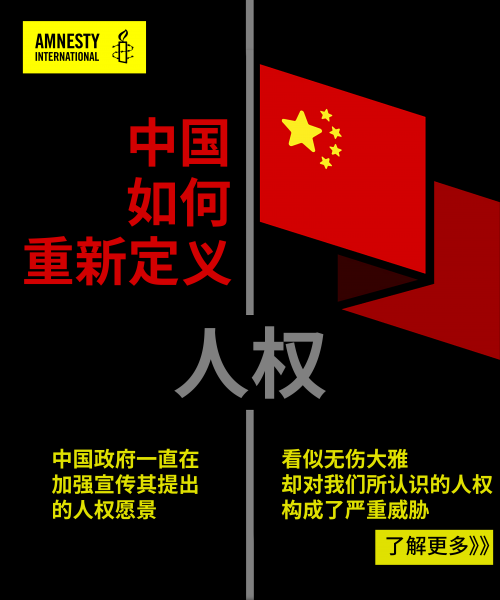 AMNESTY
INTERNATIONAL
中国
如何
重新定义
人权
中国政府一直在
加强宣传其提出
的人权愿景
看似无伤大雅
却对我们所认识的人权
构成了严重威胁
了解更多》》